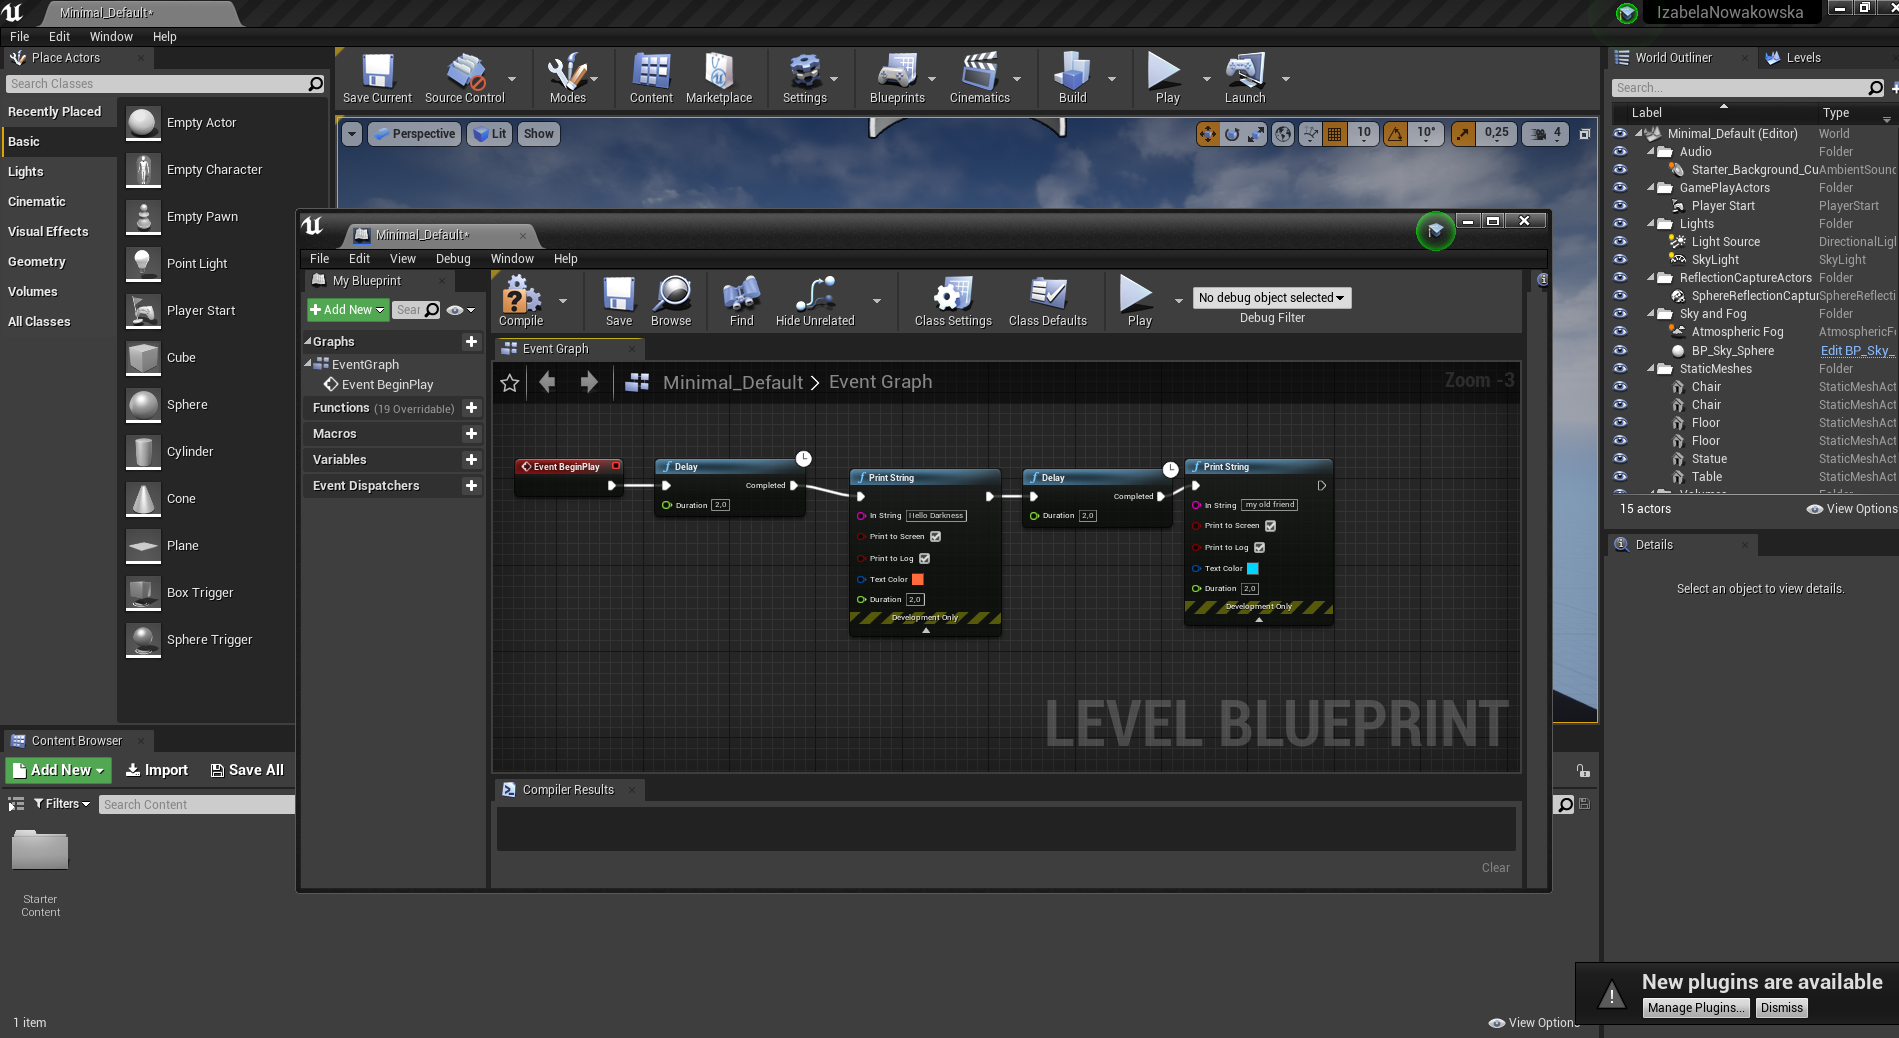 Minimal_Default*
IzabelaNowakowska
File Edit Window Help
Place Actors
Search Classes
Recently Placed
Basic
Lights
Cinematic
Visual Effects
Geometry
Volumes
All Classes
Empty Actor
Empty Character
Empty Pawn
Point Light
Player Start
Cube
Sphere
Cylinder
Cone
Plane
Box Trigger
Sphere Trigger
Save Current Source Control Modes Content Marketplace Settings Blueprints Cinematics Build Play Launch
Perspective Lit Show
10 10° 0,25 4
World Outliner Levels
Search...
Label Type
Minimal_Default (Editor) World
Audio Folder
Starter_Background_Cu AmbientSound
GamePlayActors Folder
Player Start PlayerStart
Lights Folder
Light Source DirectionalLigh
SkyLight SkyLight
ReflectionCaptureActors Folder
SphereReflectionCaptur SphereReflecti
Sky and Fog Folder
Atmospheric Fog AtmosphericF
BP_Sky_Sphere Edit BP_Sky_
StaticMeshes Folder
Chair StaticMeshAct
Chair StaticMeshAct
Floor StaticMeshAct
Floor StaticMeshAct
Statue StaticMeshAct
Table StaticMeshAct
15 actors View Options
Details
Select an object to view details.
Minimal_Default*
File Edit View Debug Window Help
My Blueprint
Add New Sear
Graphs
EventGraph
Event BeginPlay
Functions (19 Overridable)
Macros
Variables
Event Dispatchers
Compile Save Browse Find Hide Unrelated Class Settings Class Defaults Play
No debug object selected
Debug Filter
Event Graph
Minimal_Default > Event Graph
Zoom -3
Event BeginPlay
Delay
Completed
Duration 2,0
Print String
In String Hello Darkness
Print to Screen
Print to Log
Text Color
Duration 2,0
Development Only
Delay
Completed
Duration 2,0
Print String
In String my old friend
Print to Screen
Print to Log
Text Color
Duration 2,0
Development Only
LEVEL BLUEPRINT
Compiler Results
Clear
Content Browser
Add New Import Save All
Filters Search Content
Starter
Content
1 item
View Option
New plugins are available
Manage Plugins... Dismiss